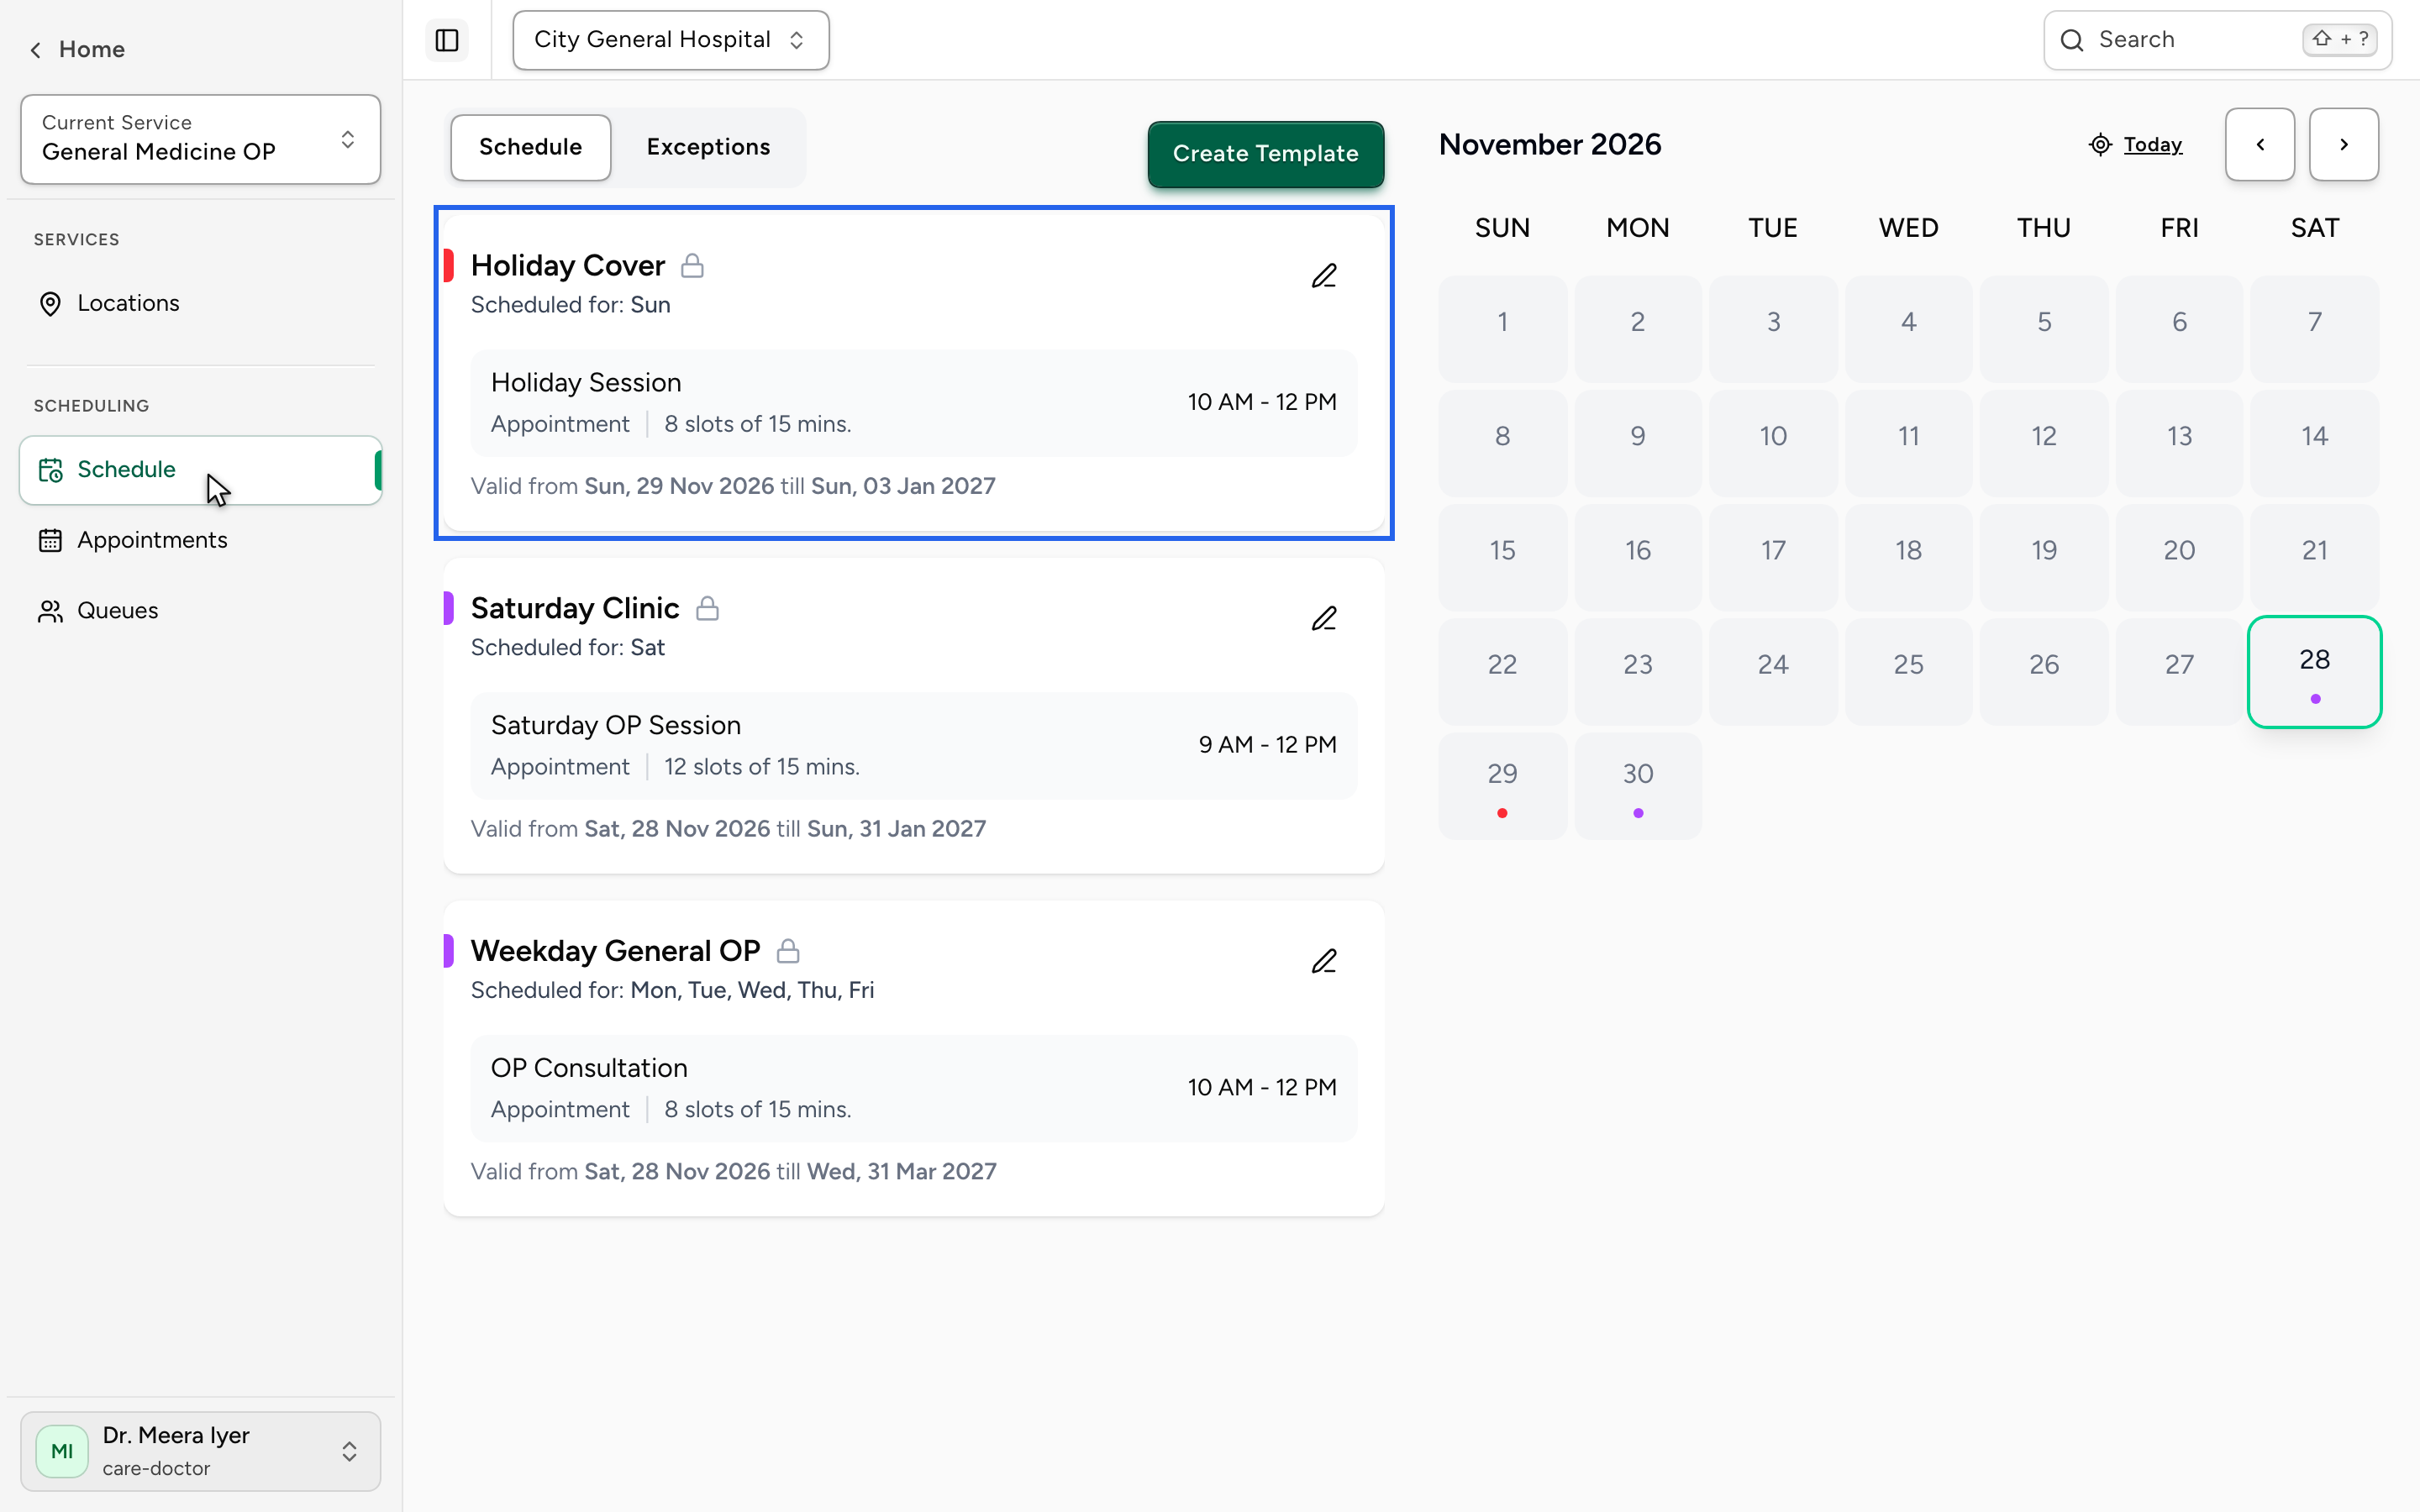 Home
Current Service
General Medicine OP
SERVICES
Locations
SCHEDULING
Schedule
Appointments
Queues
MI
Dr. Meera Iyer
care-doctor
City General Hospital
Search
+ ?
Schedule
Exceptions
Create Template
Holiday Cover
Scheduled for: Sun
Holiday Session
Appointment
8 slots of 15 mins.
10 AM - 12 PM
Valid from Sun, 29 Nov 2026 till Sun, 03 Jan 2027
Saturday Clinic
Scheduled for: Sat
Saturday OP Session
Appointment
12 slots of 15 mins.
9 AM - 12 PM
Valid from Sat, 28 Nov 2026 till Sun, 31 Jan 2027
Weekday General OP
Scheduled for: Mon, Tue, Wed, Thu, Fri
OP Consultation
Appointment
8 slots of 15 mins.
10 AM - 12 PM
Valid from Sat, 28 Nov 2026 till Wed, 31 Mar 2027
November 2026
Today
SUN MON TUE WED THU FRI SAT
1 2 3 4 5 6 7
8 9 10 11 12 13 14
15 16 17 18 19 20 21
22 23 24 25 26 27 28
29 30